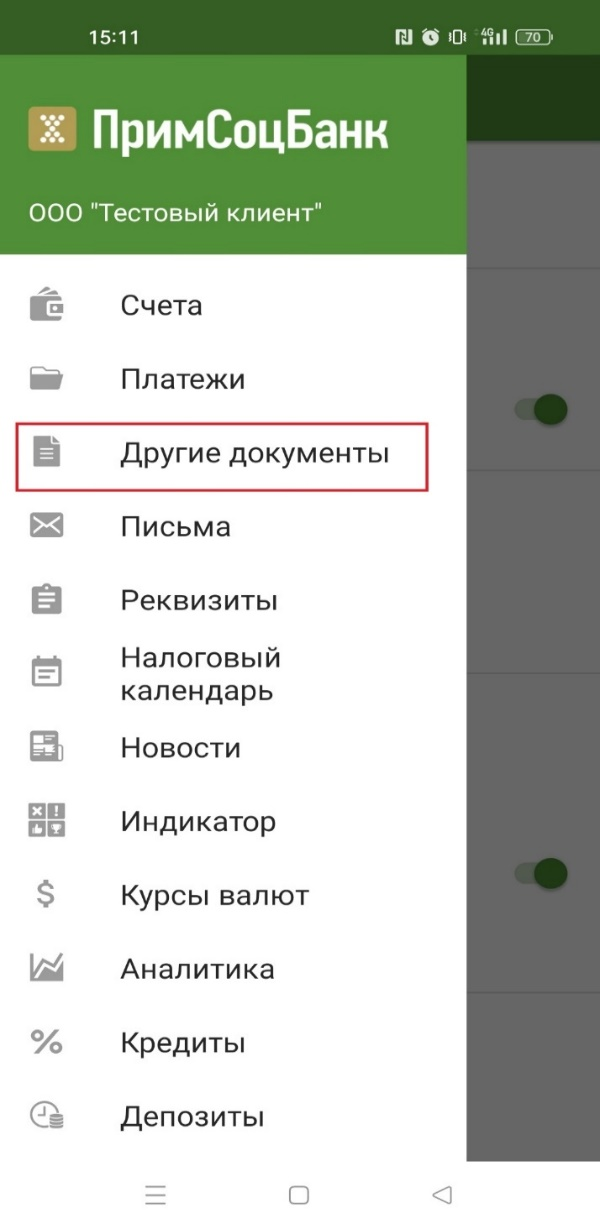 15:11
4G
70
ПримСоцБанк
ООО "Тестовый клиент"
Счета
Платежи
Другие документы
Письма
Реквизиты
Налоговый
календарь
Новости
Индикатор
Курсы валют
Аналитика
Кредиты
Депозиты